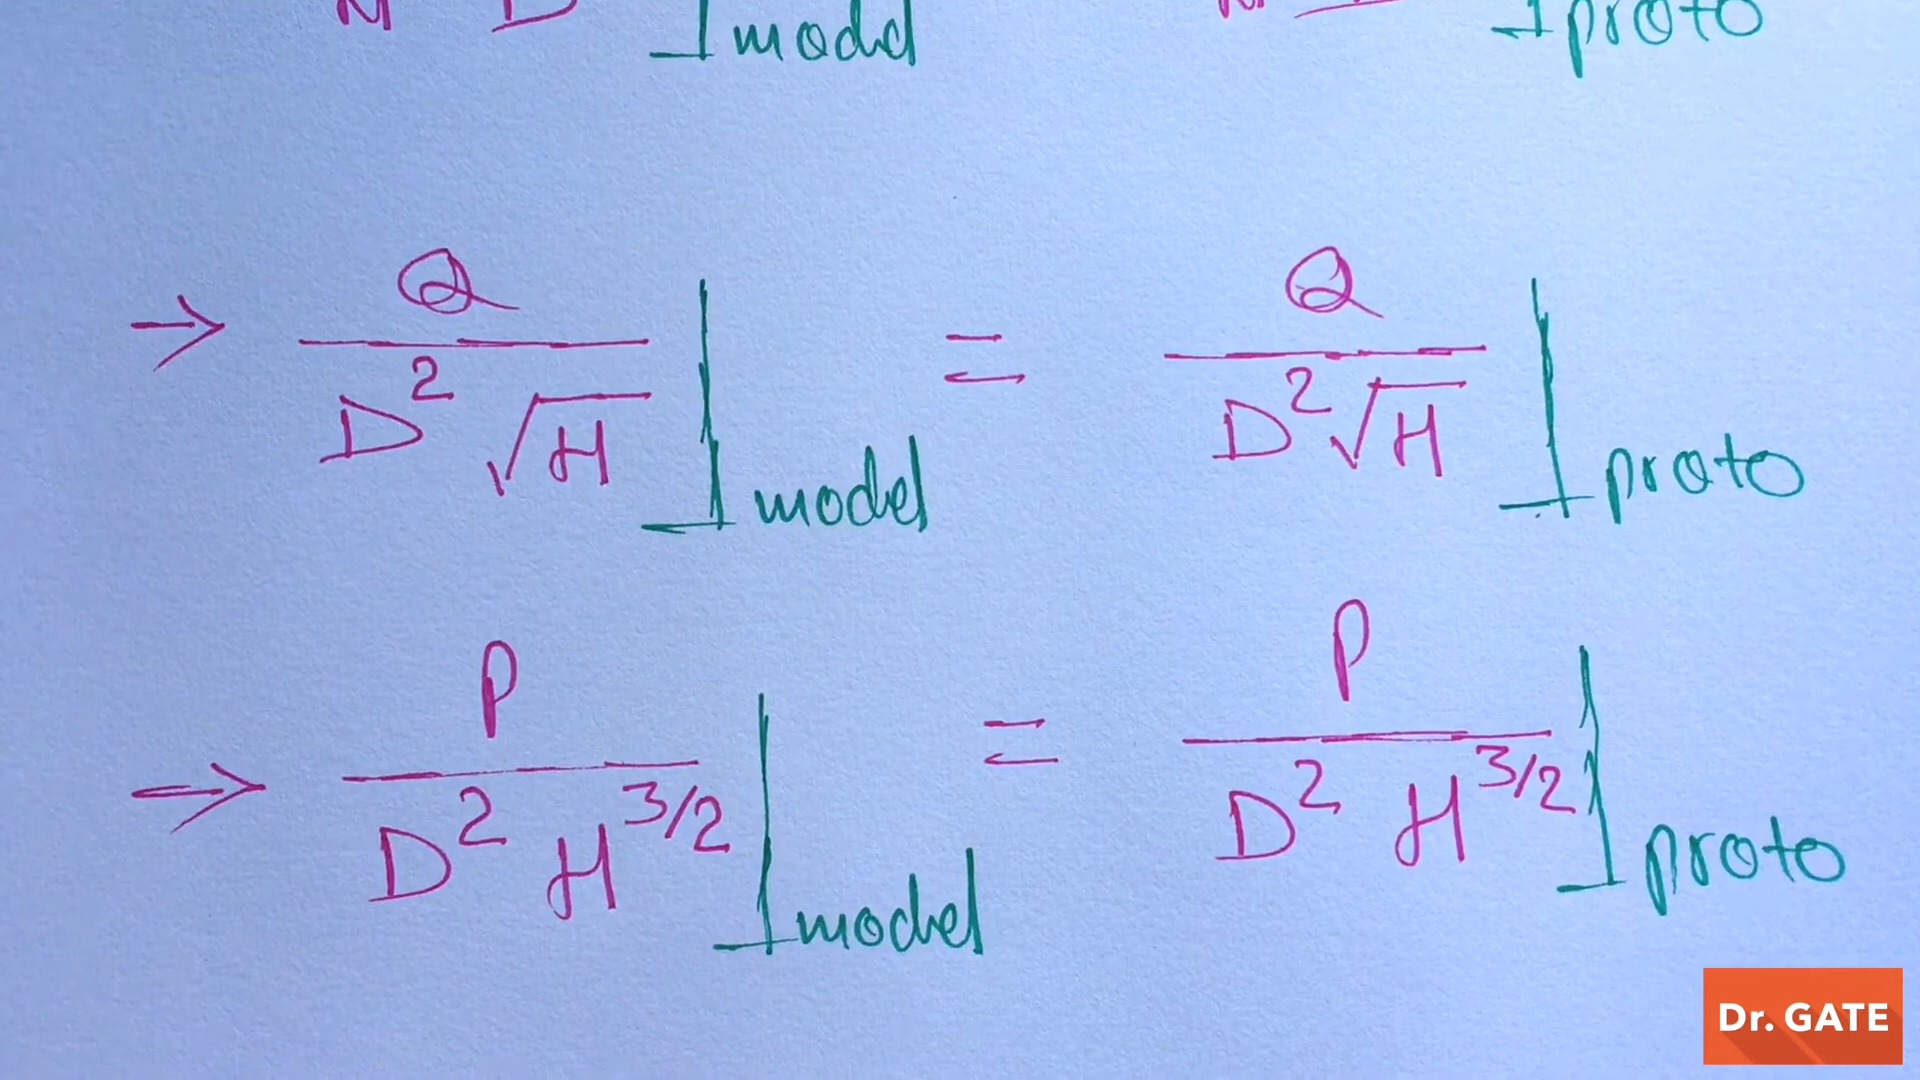 N D model N proto
→ Q / D² √H | model = Q / D² √H | proto
→ P / D² H^3/2 | model = P / D² H^3/2 | proto
Dr. GATE